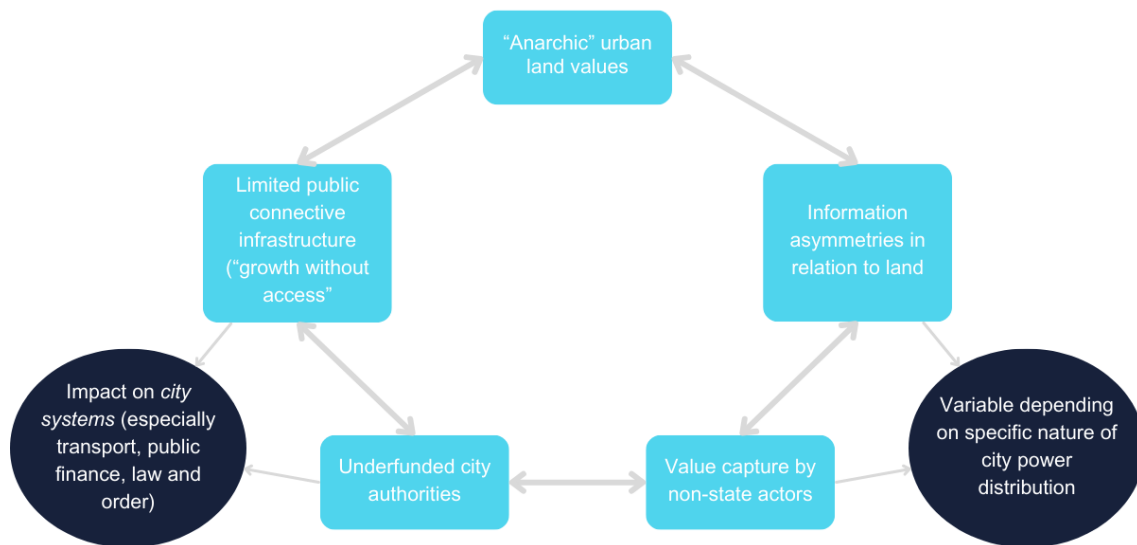 “Anarchic” urban
land values
Limited public
connective
infrastructure
(“growth without
access”
Information
asymmetries in
relation to land
Impact on city
systems (especially
transport, public
finance, law and
order)
Variable depending
on specific nature of
city power
distribution
Underfunded city
authorities
Value capture by
non-state actors